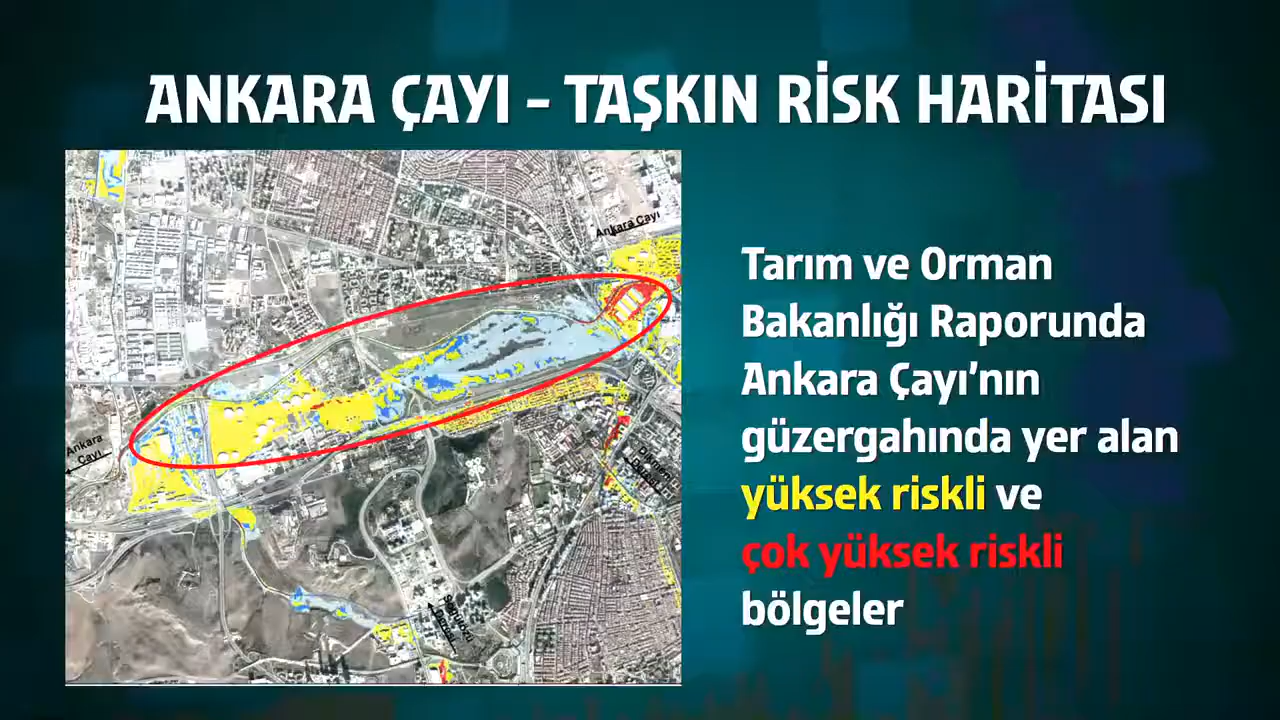 ANKARA ÇAYI - TAŞKIN RİSK HARİTASI
Ankara Çayı
Tarım ve Orman
Bakanlığı Raporunda
Ankara Çayı'nın
güzergahında yer alan
yüksek riskli ve
çok yüksek riskli
bölgeler
Ankara
Çayı